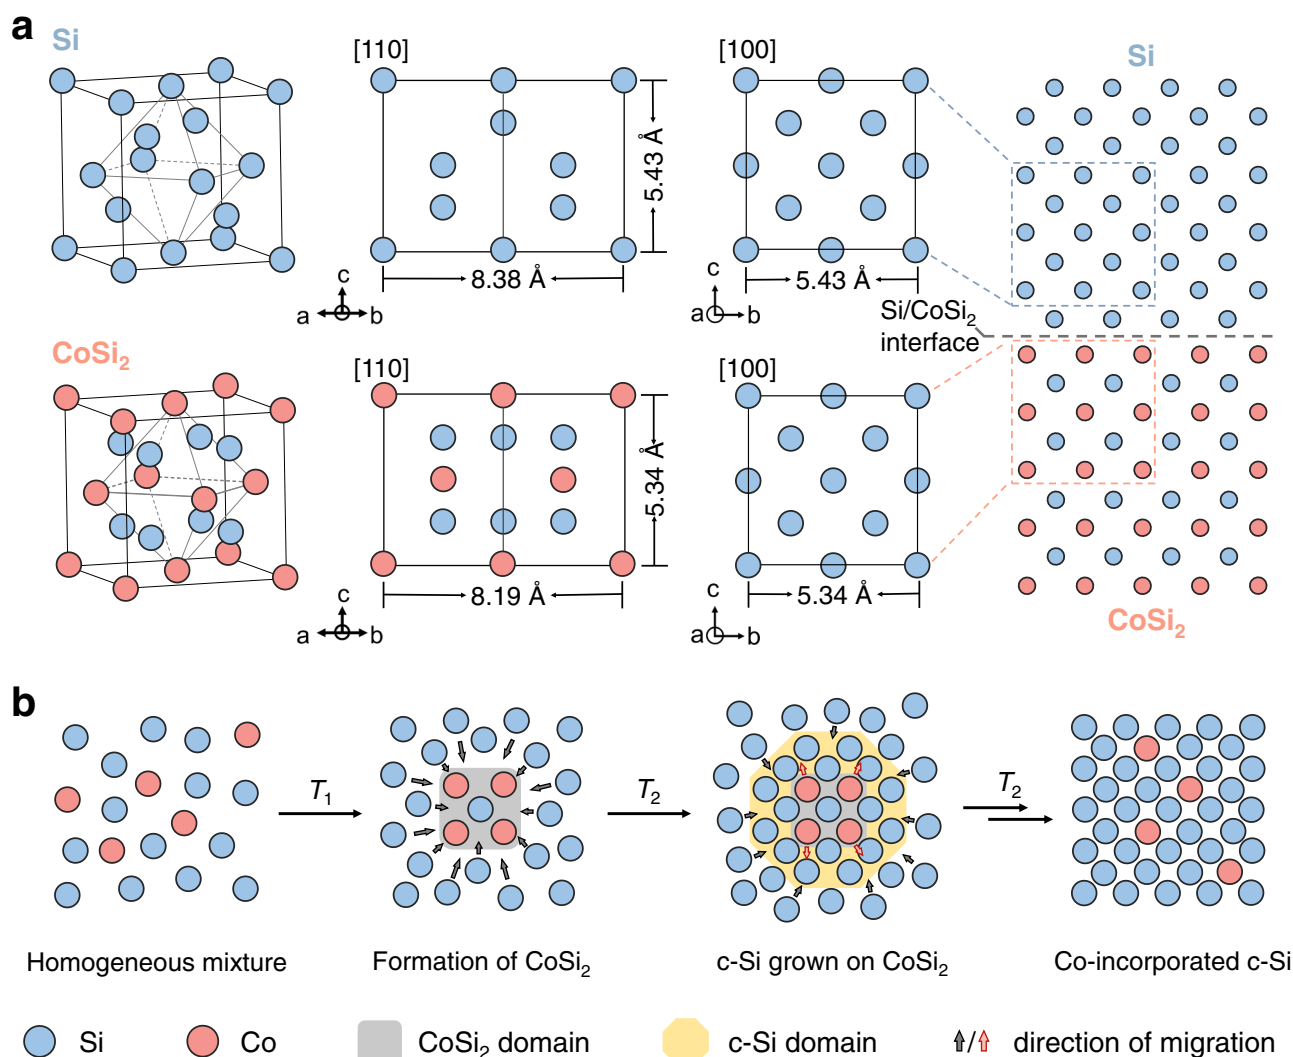 a
Si
[110]
[100]
Si
5.43 Å
8.38 Å
5.43 Å
c
a b
c
a b
Si/CoSi₂
interface
CoSi₂
[110]
[100]
5.34 Å
8.19 Å
5.34 Å
c
a b
c
a b
CoSi₂
b
T₁
T₂
T₂
Homogeneous mixture
Formation of CoSi₂
c-Si grown on CoSi₂
Co-incorporated c-Si
Si
Co
CoSi₂ domain
c-Si domain
/
direction of migration